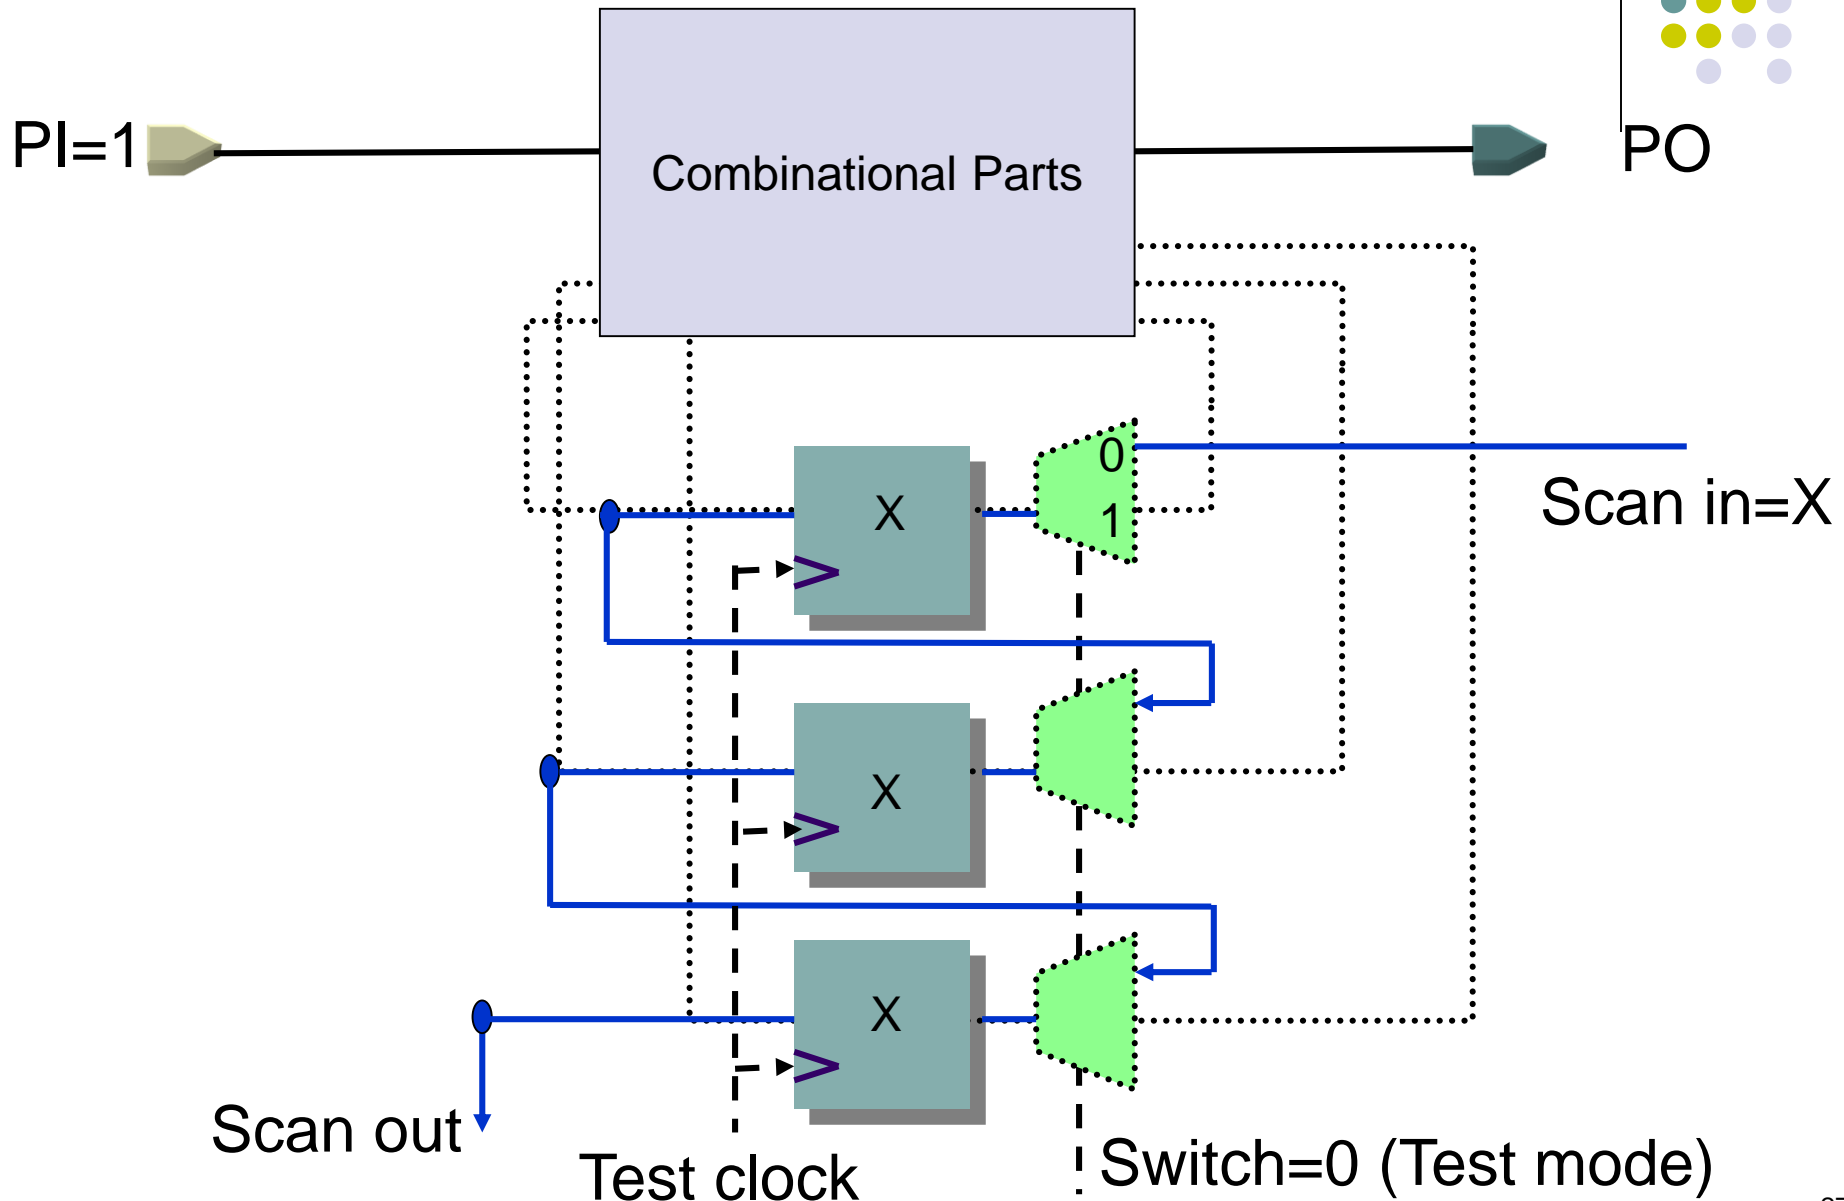 PI=1
Combinational Parts
PO
0
1
X
Scan in=X
X
X
Scan out
Test clock
Switch=0 (Test mode)